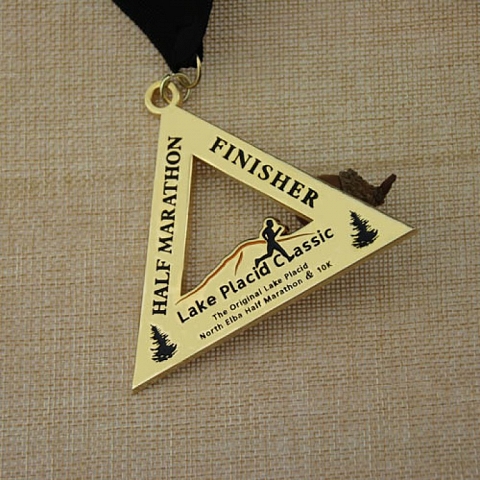 HALF MARATHON
FINISHER
Lake Placid Classic
The Original Lake Placid
North Elba Half Marathon & 10K